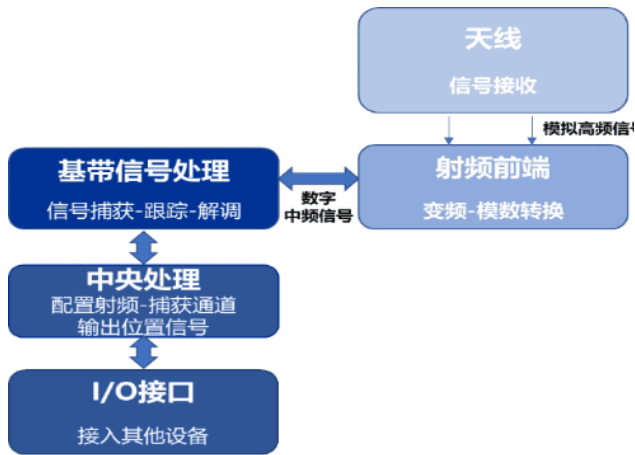 天线
信号接收
模拟高频信号
射频前端
变频-模数转换
数字
中频信号
基带信号处理
信号捕获-跟踪-解调
中央处理
配置射频-捕获通道
输出位置信号
I/O接口
接入其他设备